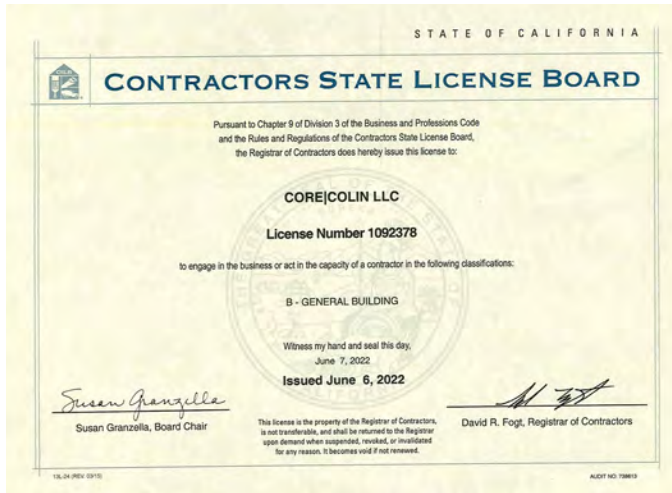 STATE OF CALIFORNIA
CONTRACTORS STATE LICENSE BOARD
Pursuant to Chapter 9 of Division 3 of the Business and Professions Code
and the Rules and Regulations of the Contractors State License Board,
the Registrar of Contractors does hereby issue this license to:
CORE|COLIN LLC
License Number 1092378
to engage in the business or act in the capacity of a contractor in the following classifications:
B - GENERAL BUILDING
Witness my hand and seal this day,
June 7, 2022
Issued June 6, 2022
Susan Granzella
Susan Granzella, Board Chair
This license is the property of the Registrar of Contractors,
is not transferable, and shall be returned to the Registrar
upon demand when suspended, revoked, or invalidated
for any reason. It becomes void if not renewed.
David R. Fogt, Registrar of Contractors
AUDIT NO: